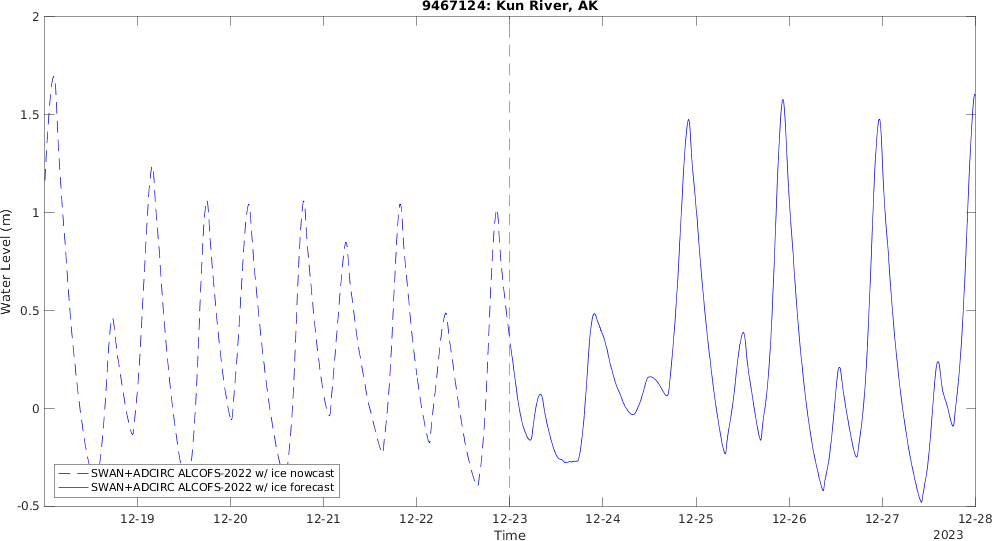 9467124: Kun River, AK
Water Level (m)
2
1.5
1
0.5
0
-0.5
SWAN+ADCIRC ALCOFS-2022 w/ ice nowcast
SWAN+ADCIRC ALCOFS-2022 w/ ice forecast
12-19 12-20 12-21 12-22 12-23 12-24 12-25 12-26 12-27 12-28
Time
2023